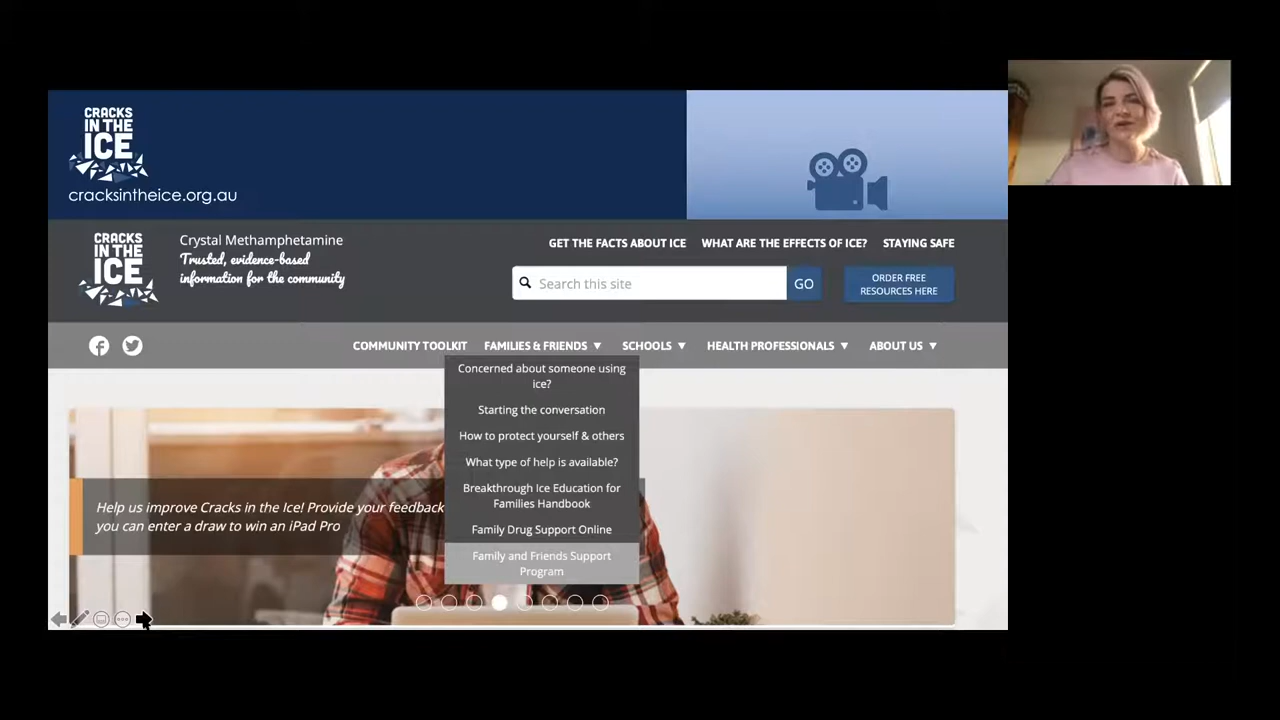 CRACKS
IN THE
ICE
cracksintheice.org.au
CRACKS
IN THE
ICE
Crystal Methamphetamine
Trusted, evidence-based
information for the community
GET THE FACTS ABOUT ICE WHAT ARE THE EFFECTS OF ICE? STAYING SAFE
Search this site GO
ORDER FREE
RESOURCES HERE
COMMUNITY TOOLKIT FAMILIES & FRIENDS ▼ SCHOOLS ▼ HEALTH PROFESSIONALS ▼ ABOUT US ▼
Concerned about someone using
ice?
Starting the conversation
How to protect yourself & others
What type of help is available?
Breakthrough Ice Education for
Families Handbook
Family Drug Support Online
Family and Friends Support
Program
Help us improve Cracks in the Ice! Provide your feedback
you can enter a draw to win an iPad Pro